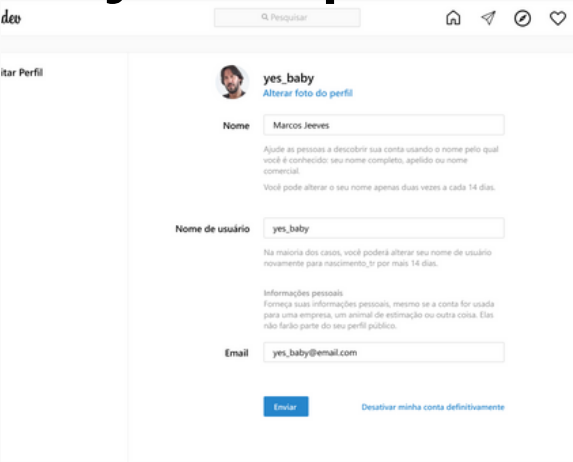 dev
Pesquisar
itar Perfil
yes_baby
Alterar foto do perfil
Nome
Marcos Jeeves
Ajude as pessoas a descobrir sua conta usando o nome pelo qual
você é conhecido: seu nome completo, apelido ou nome
comercial.
Você pode alterar o seu nome apenas duas vezes a cada 14 dias.
Nome de usuário
yes_baby
Na maioria dos casos, você poderá alterar seu nome de usuário
novamente para nascimento_tr por mais 14 dias.
Informações pessoais
Forneça suas informações pessoais, mesmo se a conta for usada
para uma empresa, um animal de estimação ou outra coisa. Elas
não farão parte do seu perfil público.
Email
yes_baby@email.com
Enviar
Desativar minha conta definitivamente